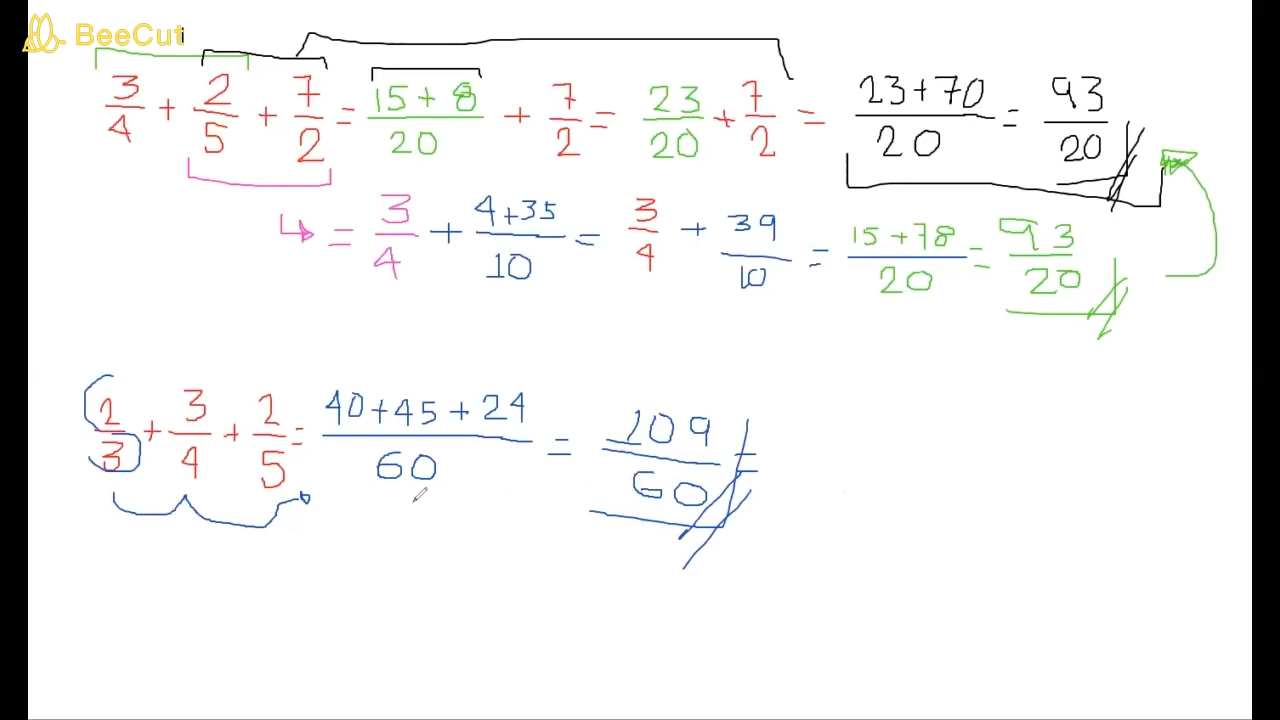 BeeCut
3/4 + 2/5 + 7/2 = (15 + 8)/20 + 7/2 = 23/20 + 7/2 = (23+70)/20 = 93/20
= 3/4 + (4+35)/10 = 3/4 + 39/10 = (15+78)/20 = 93/20
2/3 + 3/4 + 2/5 = (40+45+24)/60 = 109/60 =